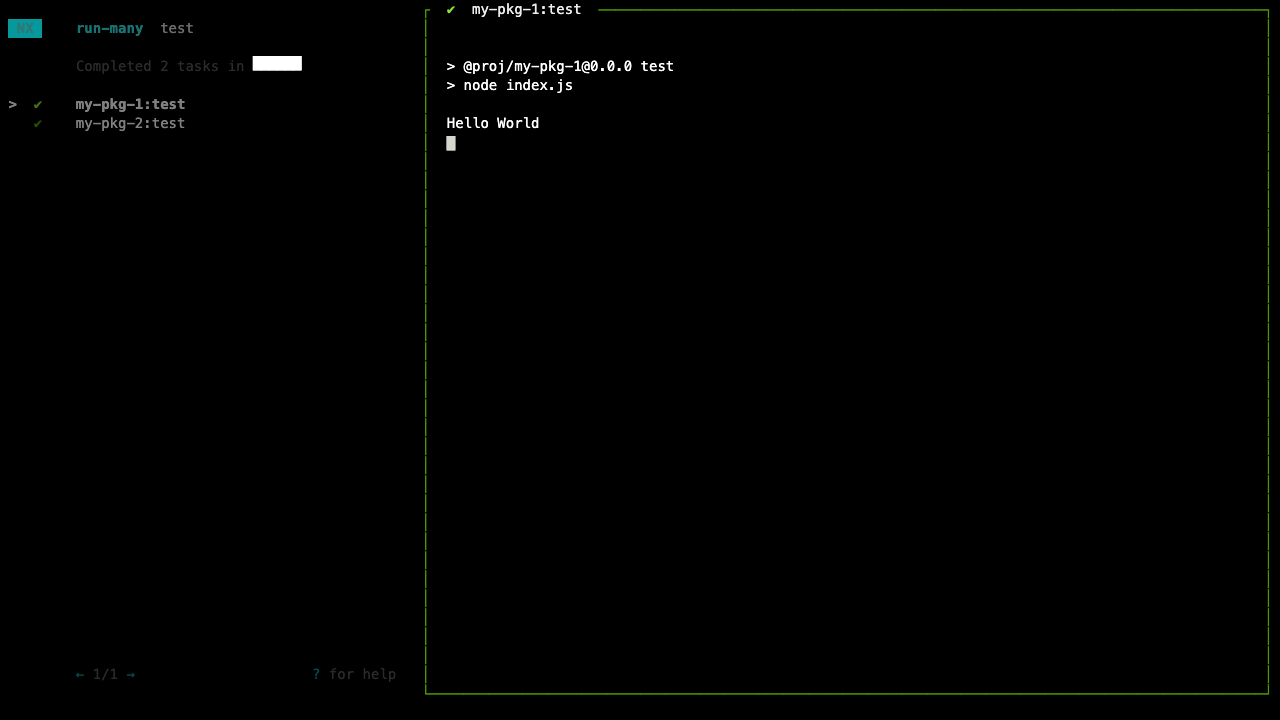 NX run-many test
Completed 2 tasks in
> ✔ my-pkg-1:test
✔ my-pkg-2:test
← 1/1 → ? for help
✔ my-pkg-1:test
> @proj/my-pkg-1@0.0.0 test
> node index.js
Hello World